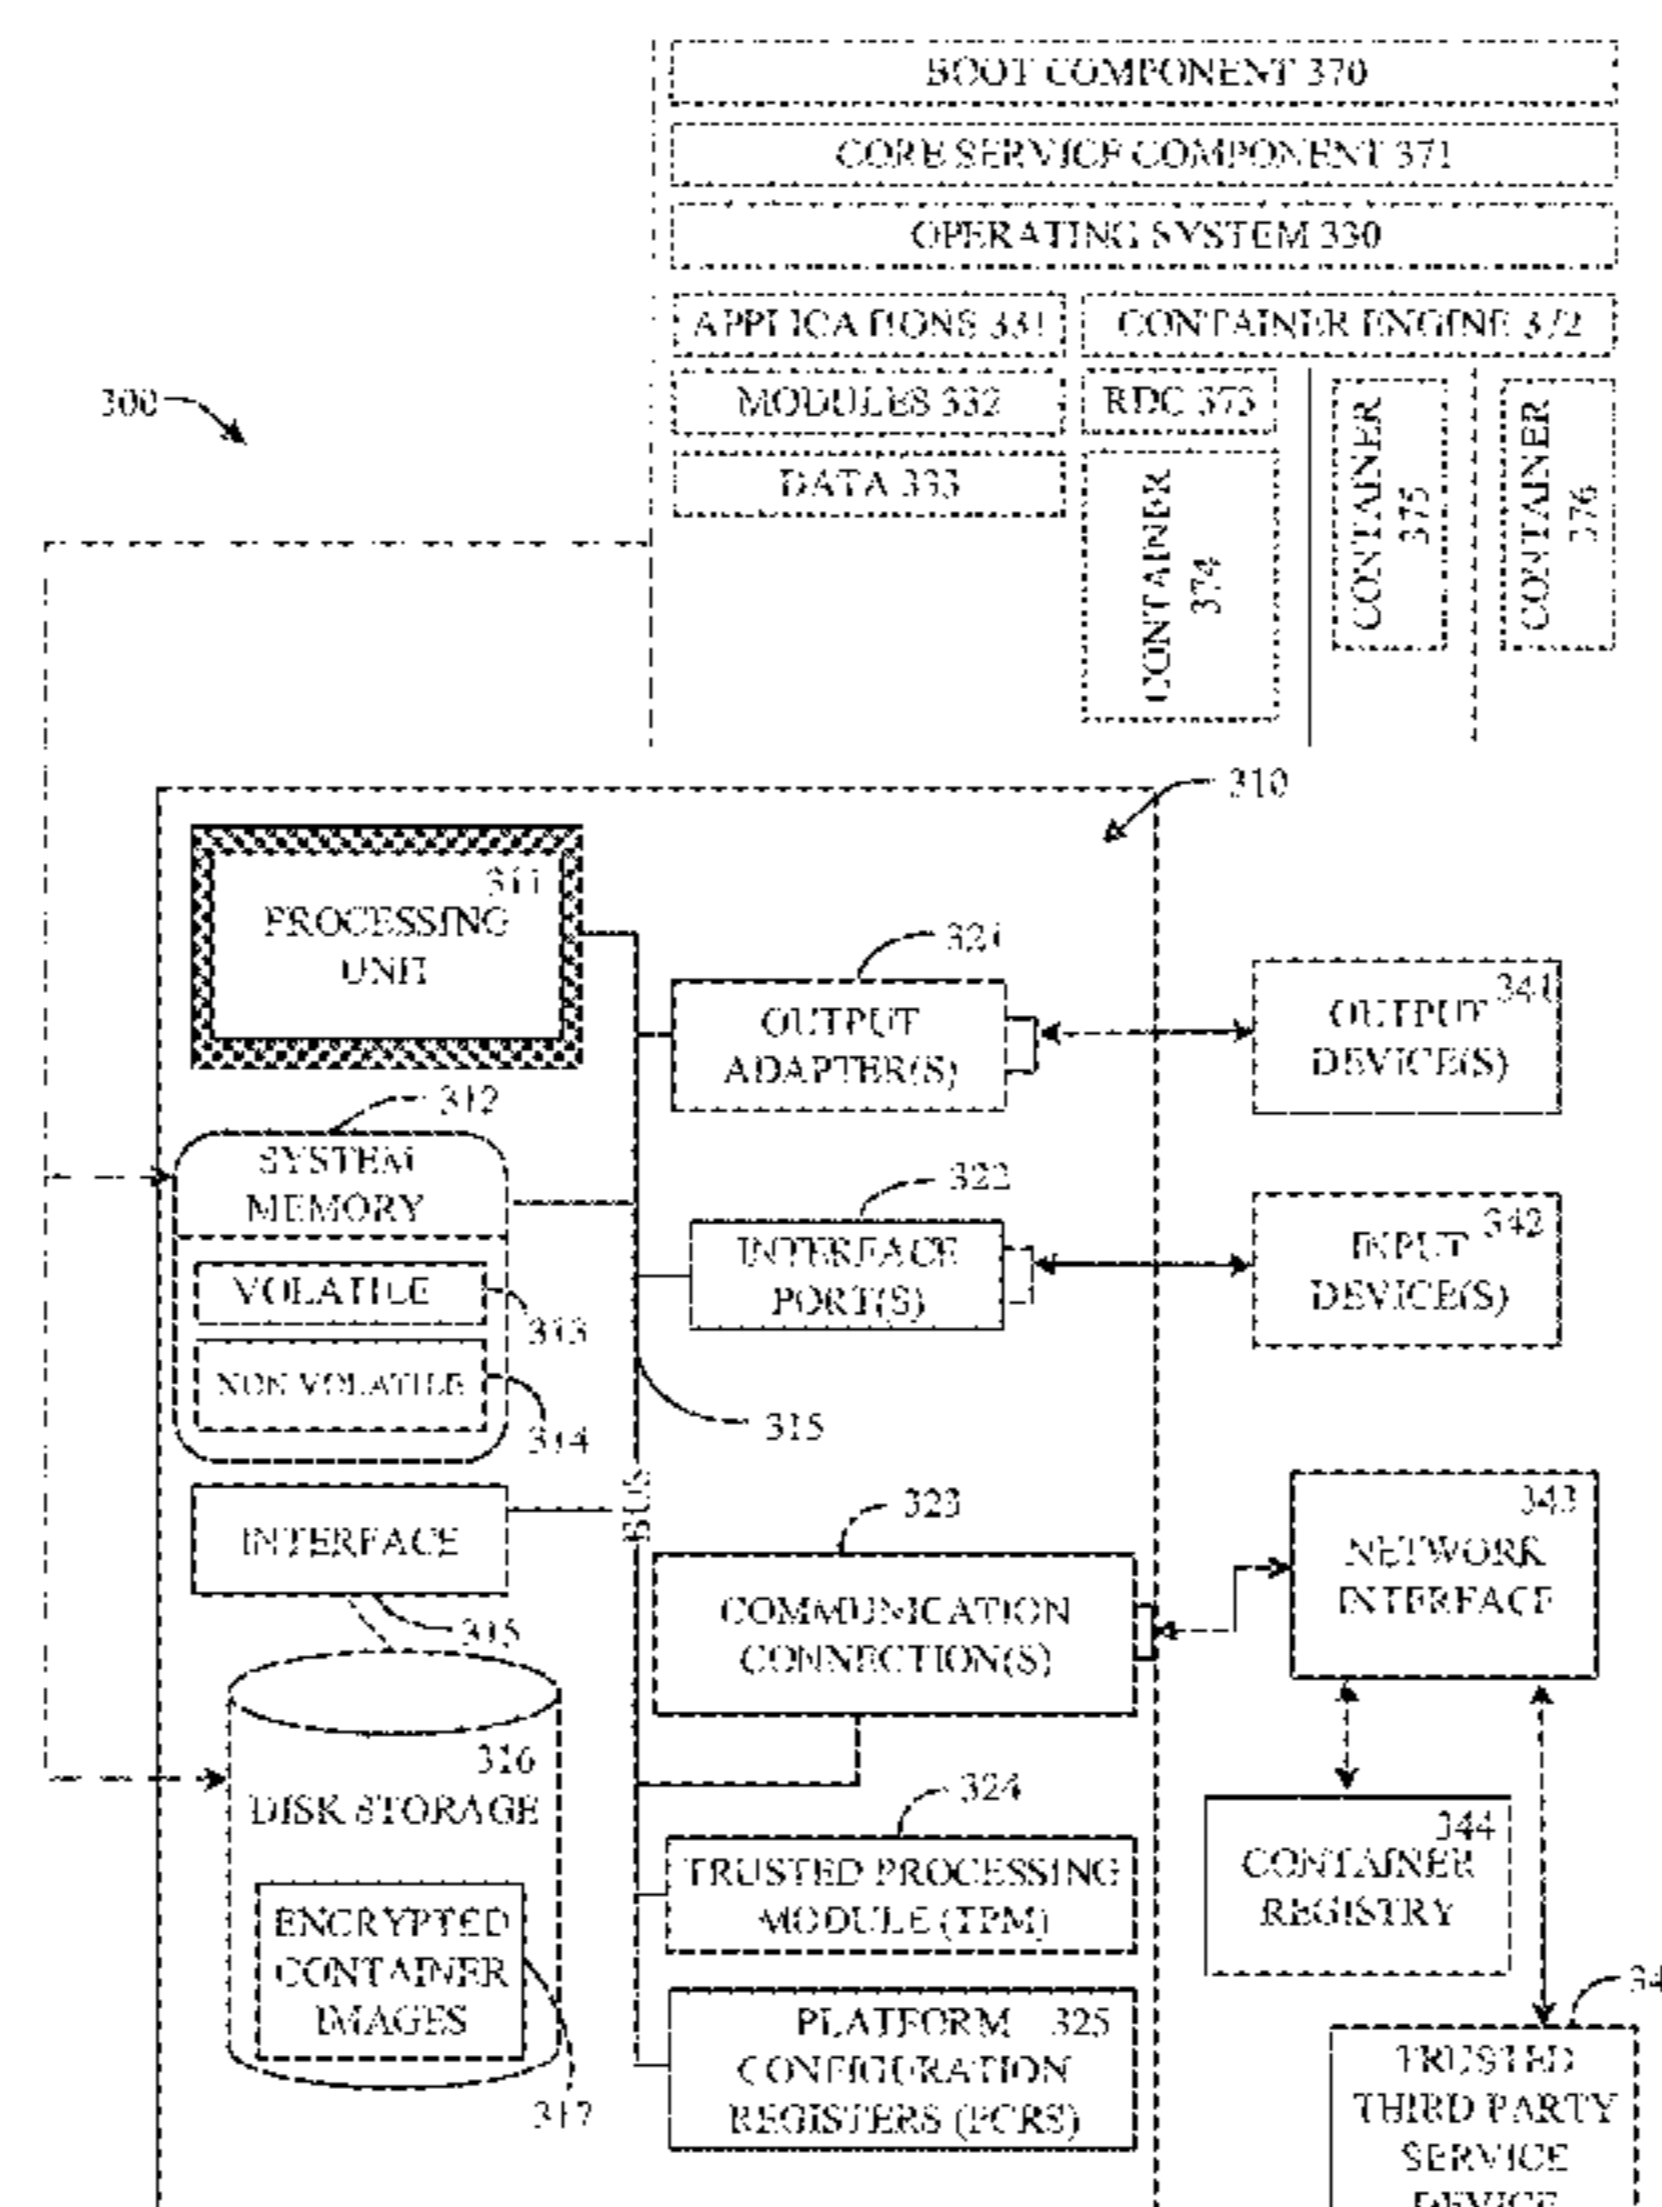 BOOT COMPONENT 370
CORE SERVICE COMPONENT 371
OPERATING SYSTEM 330
APPLICATIONS 331
CONTAINER ENGINE 372
300
MODULES 332
RDC 373
CONTAINER
375
CONTAINER
376
DATA 333
CONTAINER
374
310
311
PROCESSING
UNIT
321
OUTPUT
ADAPTER(S)
341
OUTPUT
DEVICE(S)
312
SYSTEM
MEMORY
322
INTERFACE
PORT(S)
342
INPUT
DEVICE(S)
VOLATILE
313
NON VOLATILE
314
315
BUS
INTERFACE
315
323
COMMUNICATION
CONNECTION(S)
343
NETWORK
INTERFACE
316
DISK STORAGE
324
TRUSTED PROCESSING
MODULE (TPM)
344
CONTAINER
REGISTRY
ENCRYPTED
CONTAINER
IMAGES
317
PLATFORM 325
CONFIGURATION
REGISTERS (PCRS)
TRUSTED
THIRD PARTY
SERVICE
DEVICE